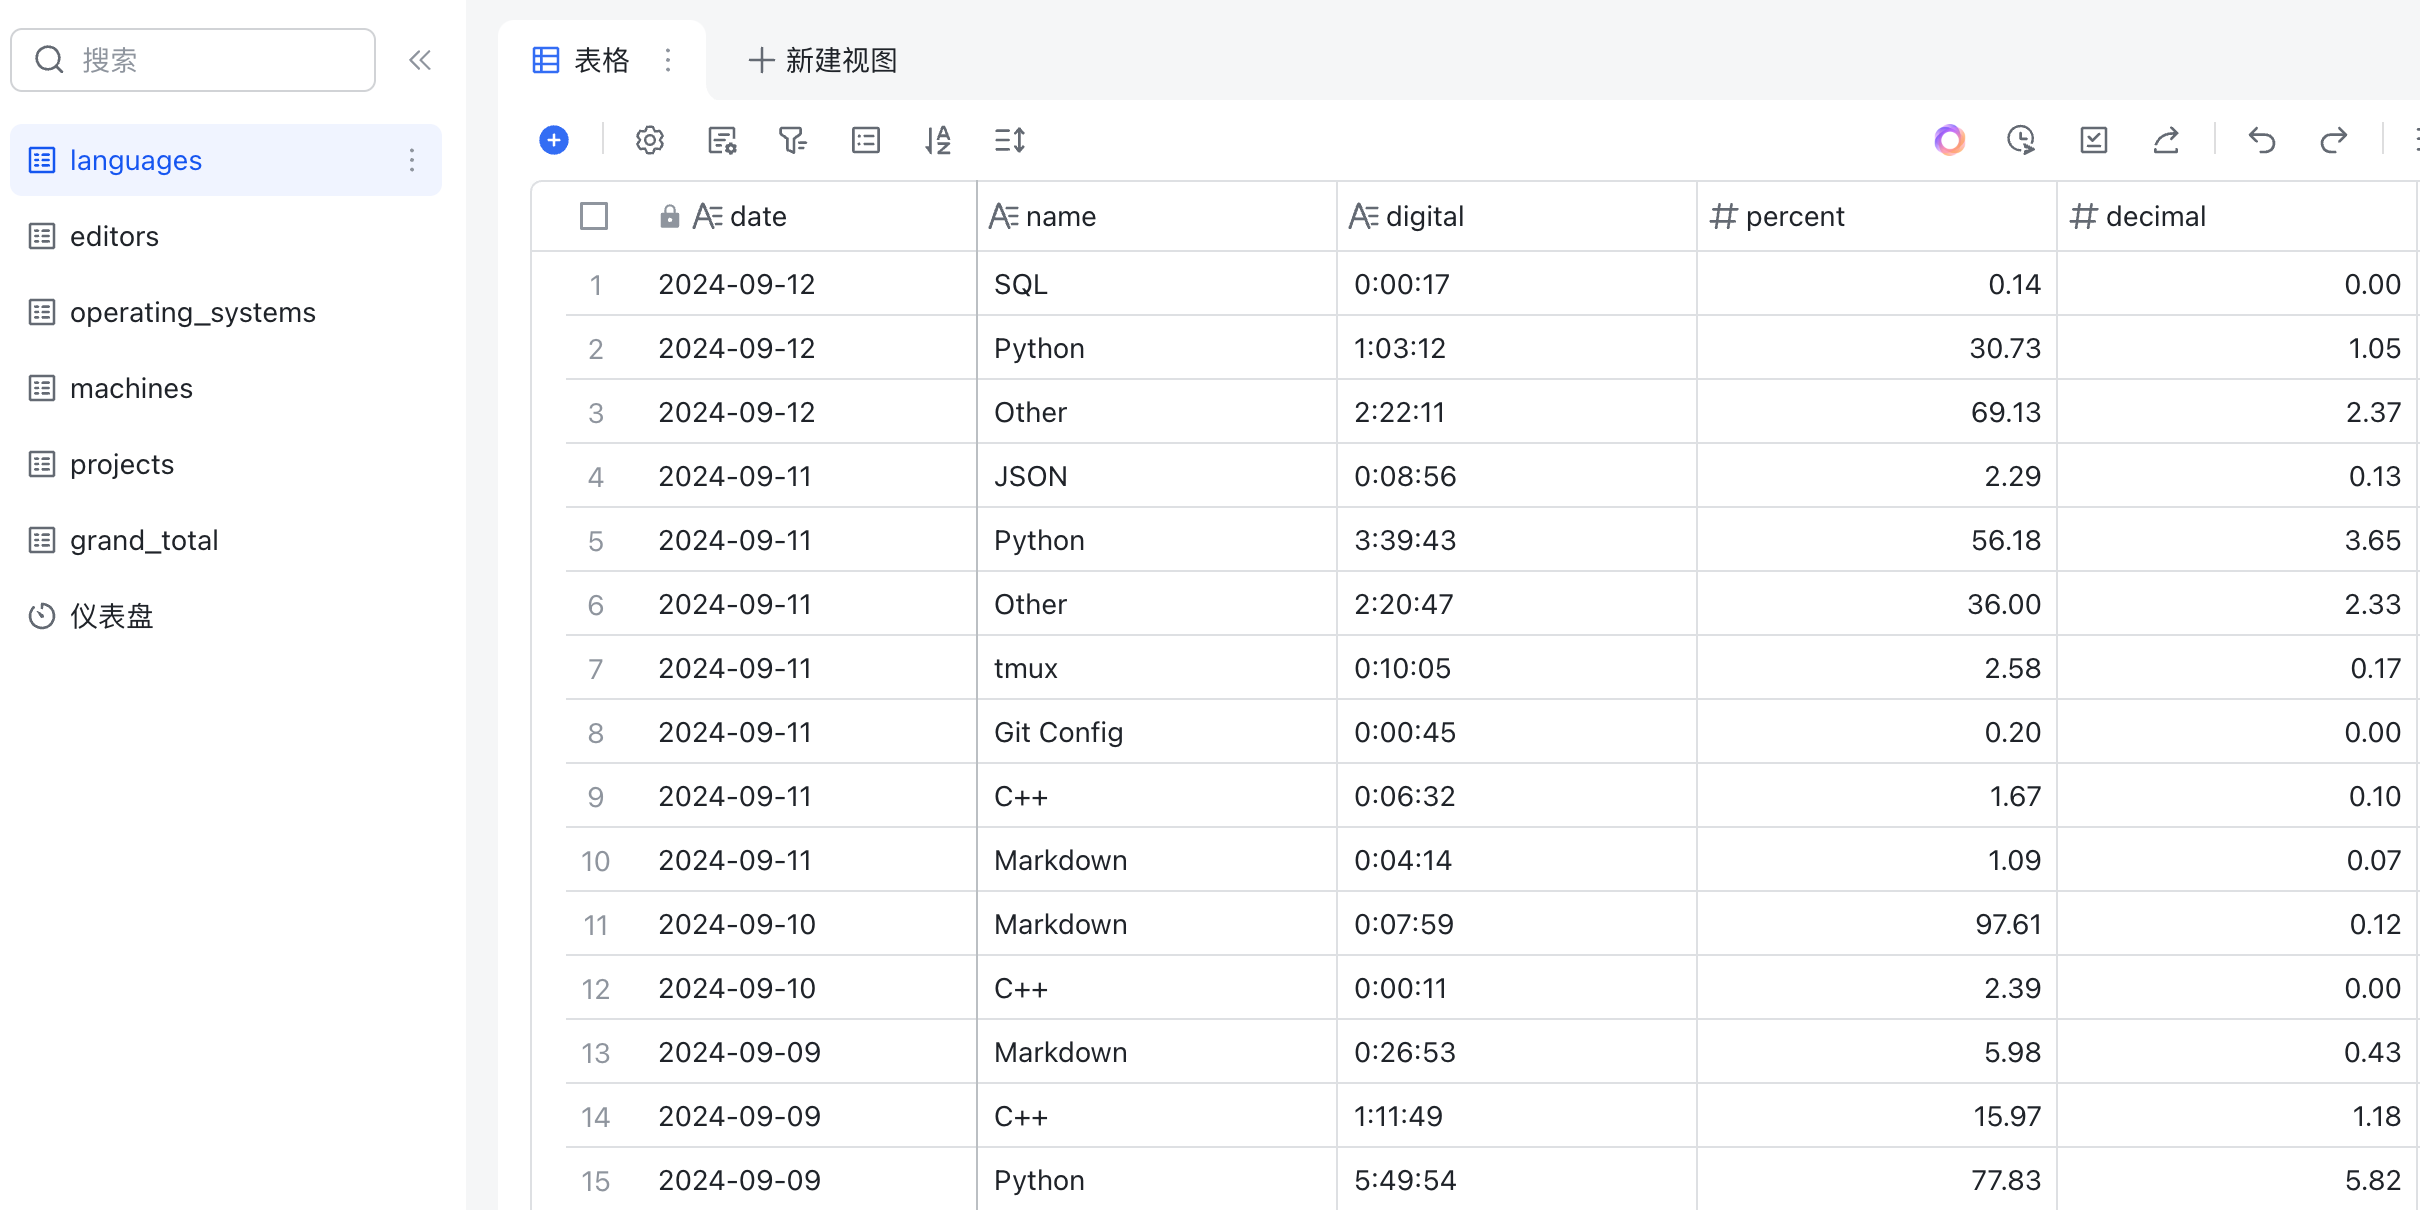 搜索
languages
editors
operating_systems
machines
projects
grand_total
仪表盘
表格 新建视图
date name digital percent decimal
1 2024-09-12 SQL 0:00:17 0.14 0.00
2 2024-09-12 Python 1:03:12 30.73 1.05
3 2024-09-12 Other 2:22:11 69.13 2.37
4 2024-09-11 JSON 0:08:56 2.29 0.13
5 2024-09-11 Python 3:39:43 56.18 3.65
6 2024-09-11 Other 2:20:47 36.00 2.33
7 2024-09-11 tmux 0:10:05 2.58 0.17
8 2024-09-11 Git Config 0:00:45 0.20 0.00
9 2024-09-11 C++ 0:06:32 1.67 0.10
10 2024-09-11 Markdown 0:04:14 1.09 0.07
11 2024-09-10 Markdown 0:07:59 97.61 0.12
12 2024-09-10 C++ 0:00:11 2.39 0.00
13 2024-09-09 Markdown 0:26:53 5.98 0.43
14 2024-09-09 C++ 1:11:49 15.97 1.18
15 2024-09-09 Python 5:49:54 77.83 5.82